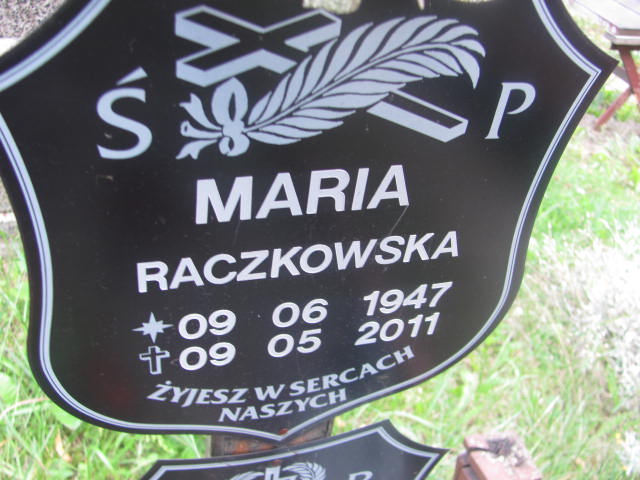 Ś P
MARIA
RACZKOWSKA
09 06 1947
09 05 2011
ŻYJESZ W SERCACH
NASZYCH
P